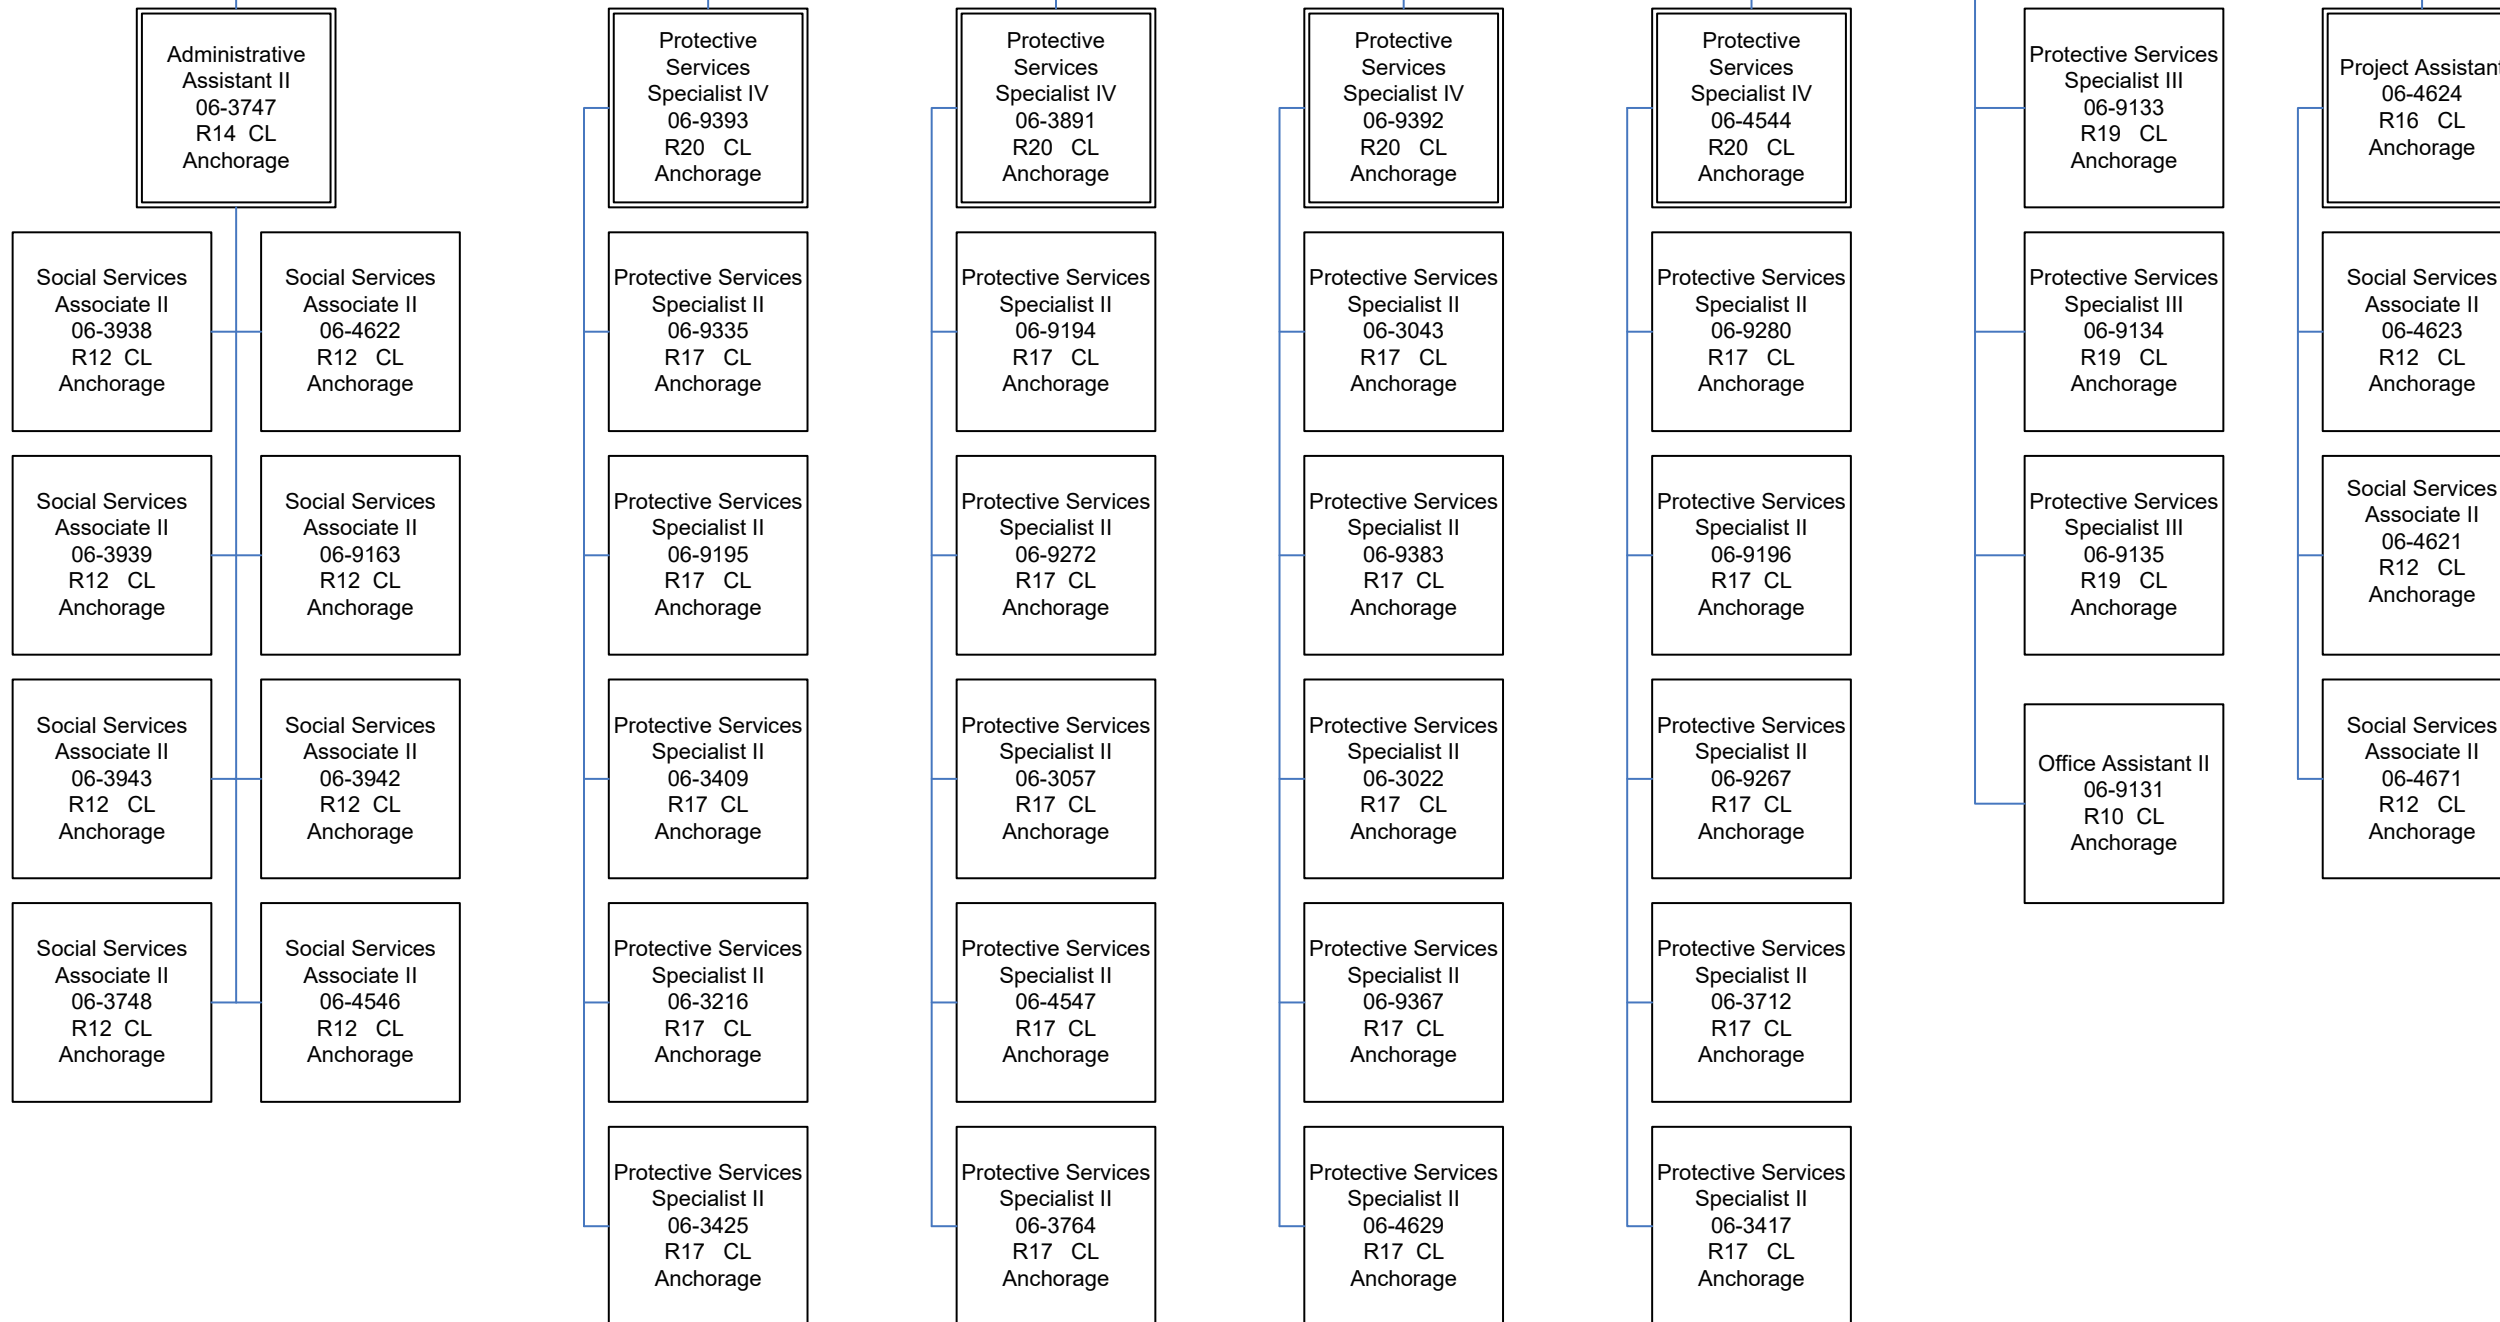 Administrative
Assistant II
06-3747
R14 CL
Anchorage
Social Services
Associate II
06-3938
R12 CL
Anchorage
Social Services
Associate II
06-4622
R12 CL
Anchorage
Social Services
Associate II
06-3939
R12 CL
Anchorage
Social Services
Associate II
06-9163
R12 CL
Anchorage
Social Services
Associate II
06-3943
R12 CL
Anchorage
Social Services
Associate II
06-3942
R12 CL
Anchorage
Social Services
Associate II
06-3748
R12 CL
Anchorage
Social Services
Associate II
06-4546
R12 CL
Anchorage
Protective
Services
Specialist IV
06-9393
R20 CL
Anchorage
Protective Services
Specialist II
06-9335
R17 CL
Anchorage
Protective Services
Specialist II
06-9195
R17 CL
Anchorage
Protective Services
Specialist II
06-3409
R17 CL
Anchorage
Protective Services
Specialist II
06-3216
R17 CL
Anchorage
Protective Services
Specialist II
06-3425
R17 CL
Anchorage
Protective
Services
Specialist IV
06-3891
R20 CL
Anchorage
Protective Services
Specialist II
06-9194
R17 CL
Anchorage
Protective Services
Specialist II
06-9272
R17 CL
Anchorage
Protective Services
Specialist II
06-3057
R17 CL
Anchorage
Protective Services
Specialist II
06-4547
R17 CL
Anchorage
Protective Services
Specialist II
06-3764
R17 CL
Anchorage
Protective
Services
Specialist IV
06-9392
R20 CL
Anchorage
Protective Services
Specialist II
06-3043
R17 CL
Anchorage
Protective Services
Specialist II
06-9383
R17 CL
Anchorage
Protective Services
Specialist II
06-3022
R17 CL
Anchorage
Protective Services
Specialist II
06-9367
R17 CL
Anchorage
Protective Services
Specialist II
06-4629
R17 CL
Anchorage
Protective
Services
Specialist IV
06-4544
R20 CL
Anchorage
Protective Services
Specialist II
06-9280
R17 CL
Anchorage
Protective Services
Specialist II
06-9196
R17 CL
Anchorage
Protective Services
Specialist II
06-9267
R17 CL
Anchorage
Protective Services
Specialist II
06-3712
R17 CL
Anchorage
Protective Services
Specialist II
06-3417
R17 CL
Anchorage
Protective Services
Specialist III
06-9133
R19 CL
Anchorage
Protective Services
Specialist III
06-9134
R19 CL
Anchorage
Protective Services
Specialist III
06-9135
R19 CL
Anchorage
Office Assistant II
06-9131
R10 CL
Anchorage
Project Assistant
06-4624
R16 CL
Anchorage
Social Services
Associate II
06-4623
R12 CL
Anchorage
Social Services
Associate II
06-4621
R12 CL
Anchorage
Social Services
Associate II
06-4671
R12 CL
Anchorage